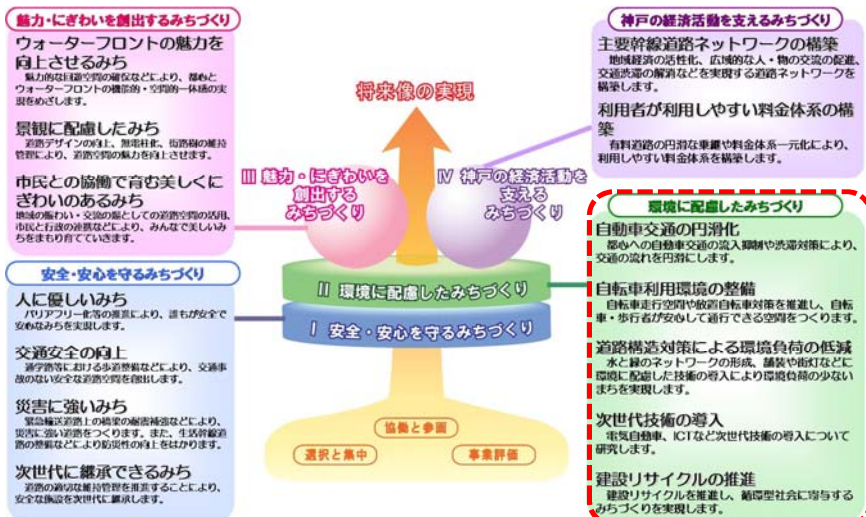 魅力・にぎわいを創出するみちづくり
ウォーターフロントの魅力を
向上させるみち
魅力的な回遊空間の確保などにより、都心と
ウォーターフロントの機能的・空間的一体感の実
現をめざします。
景観に配慮したみち
道路デザインの向上、無電柱化、街路樹の維持
管理により、道路空間の魅力を向上させます。
市民との協働で育む美しくに
ぎわいのあるみち
地域の賑わい・交流の場としての道路空間の活用、
市民と行政の連携などにより、みんなで美しいみ
ちをまもり育てていきます。
安全・安心を守るみちづくり
人に優しいみち
バリアフリー化等の推進により、誰もが安全で
安心なみちを実現します。
交通安全の向上
通学路等における歩道整備などにより、交通事
故のない安全な道路空間を創出します。
災害に強いみち
緊急輸送道路上の橋梁の耐震補強などにより、
災害に強い道路をつくります。また、生活幹線道
路の整備などにより防災性の向上をはかります。
次世代に継承できるみち
道路の適切な維持管理を推進することにより、
安全な施設を次世代に継承します。
将来像の実現
Ⅲ 魅力・にぎわいを
創出する
みちづくり
Ⅳ 神戸の経済活動を
支える
みちづくり
Ⅱ 環境に配慮したみちづくり
Ⅰ 安全・安心を守るみちづくり
協働と参画
選択と集中
事業評価
神戸の経済活動を支えるみちづくり
主要幹線道路ネットワークの構築
地域経済の活性化、広域的な人・物の交流の促進、
交通渋滞の解消などを実現する道路ネットワークを
構築します。
利用者が利用しやすい料金体系の構
築
有料道路の円滑な乗継や料金体系一元化により、
利用しやすい料金体系を構築します。
環境に配慮したみちづくり
自動車交通の円滑化
都心への自動車交通の流入抑制や渋滞対策により、
交通の流れを円滑にします。
自転車利用環境の整備
自転車走行空間や放置自転車対策を推進し、自転
車・歩行者が安心して通行できる空間をつくります。
道路構造対策による環境負荷の低減
水と緑のネットワークの形成、舗装や街灯などに
環境に配慮した技術の導入により環境負荷の少ない
まちを実現します。
次世代技術の導入
電気自動車、ICTなど次世代技術の導入について
研究します。
建設リサイクルの推進
建設リサイクルを推進し、循環型社会に寄与する
みちづくりを実現します。